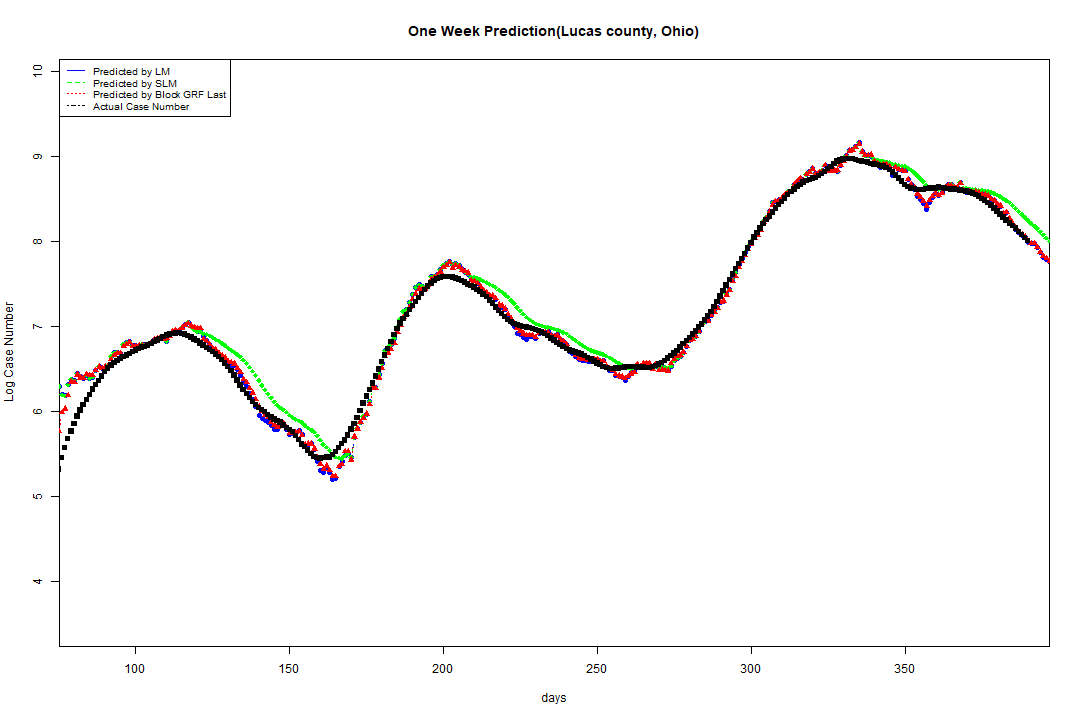 One Week Prediction(Lucas county, Ohio)
Predicted by LM
Predicted by SLM
Predicted by Block GRF Last
Actual Case Number
10
9
8
7
6
5
4
Log Case Number
100 150 200 250 300 350
days